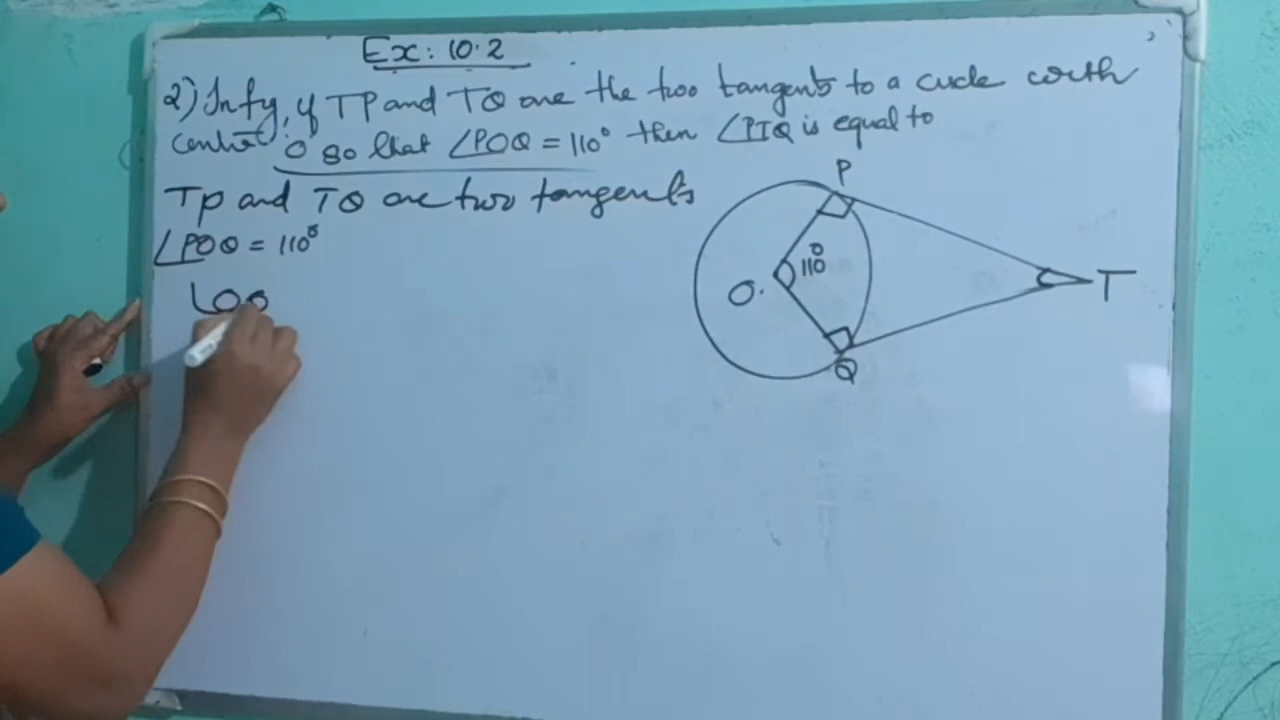 Ex: 10.2
2) In fig, if TP and TQ are the two tangents to a circle with
centre 'O' so that ∠POQ = 110° then ∠PTQ is equal to
TP and TQ are two tangents
∠POQ = 110°
∠OQ
P
110°
O.
T
Q